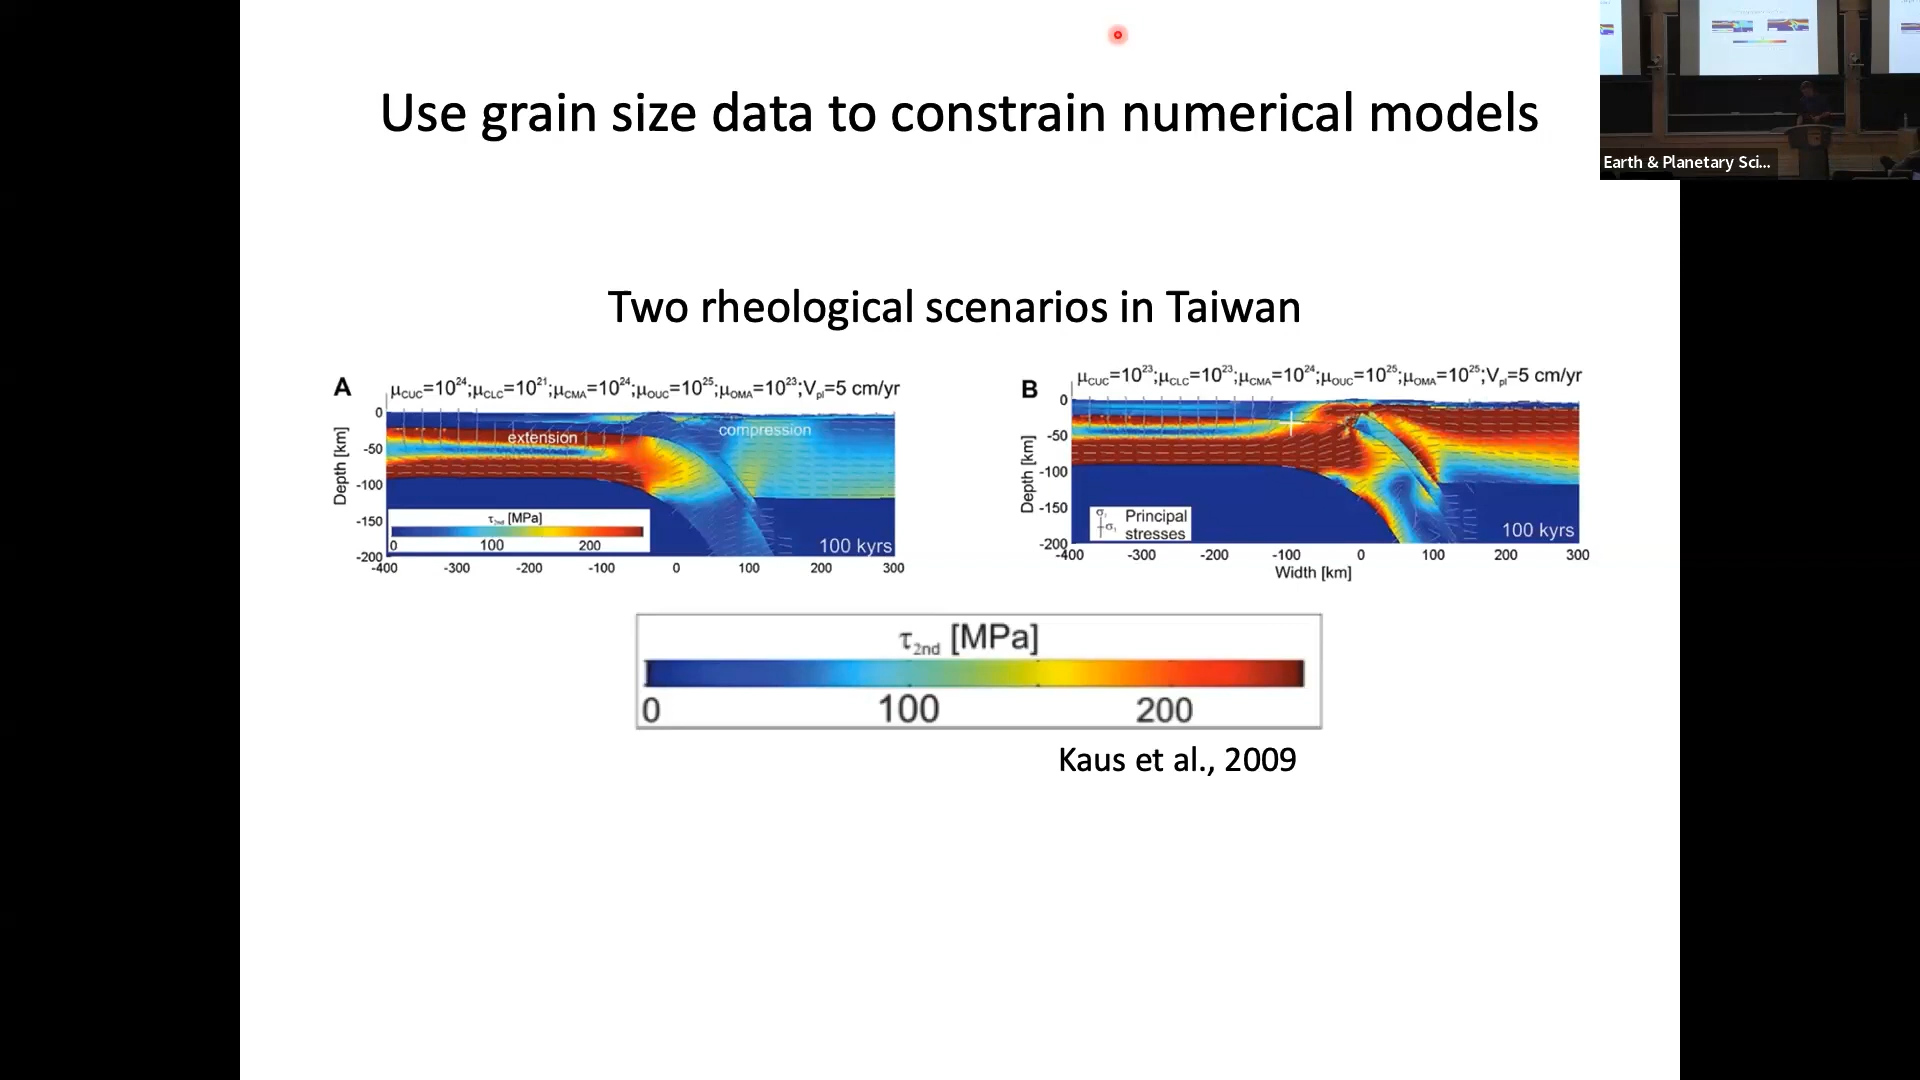 Use grain size data to constrain numerical models
Earth & Planetary Sci...
Two rheological scenarios in Taiwan
A
μCUC=10^24;μCLC=10^21;μCMA=10^24;μOUC=10^25;μOMA=10^23;Vpl=5 cm/yr
0
-50
-100
-150
-200
Depth [km]
extension
compression
τ2nd [MPa]
0 100 200
100 kyrs
-400 -300 -200 -100 0 100 200 300
B
μCUC=10^23;μCLC=10^23;μCMA=10^24;μOUC=10^25;μOMA=10^25;Vpl=5 cm/yr
0
-50
-100
-150
-200
Depth [km]
Principal
stresses
100 kyrs
-400 -300 -200 -100 0 100 200 300
Width [km]
τ2nd [MPa]
0 100 200
Kaus et al., 2009